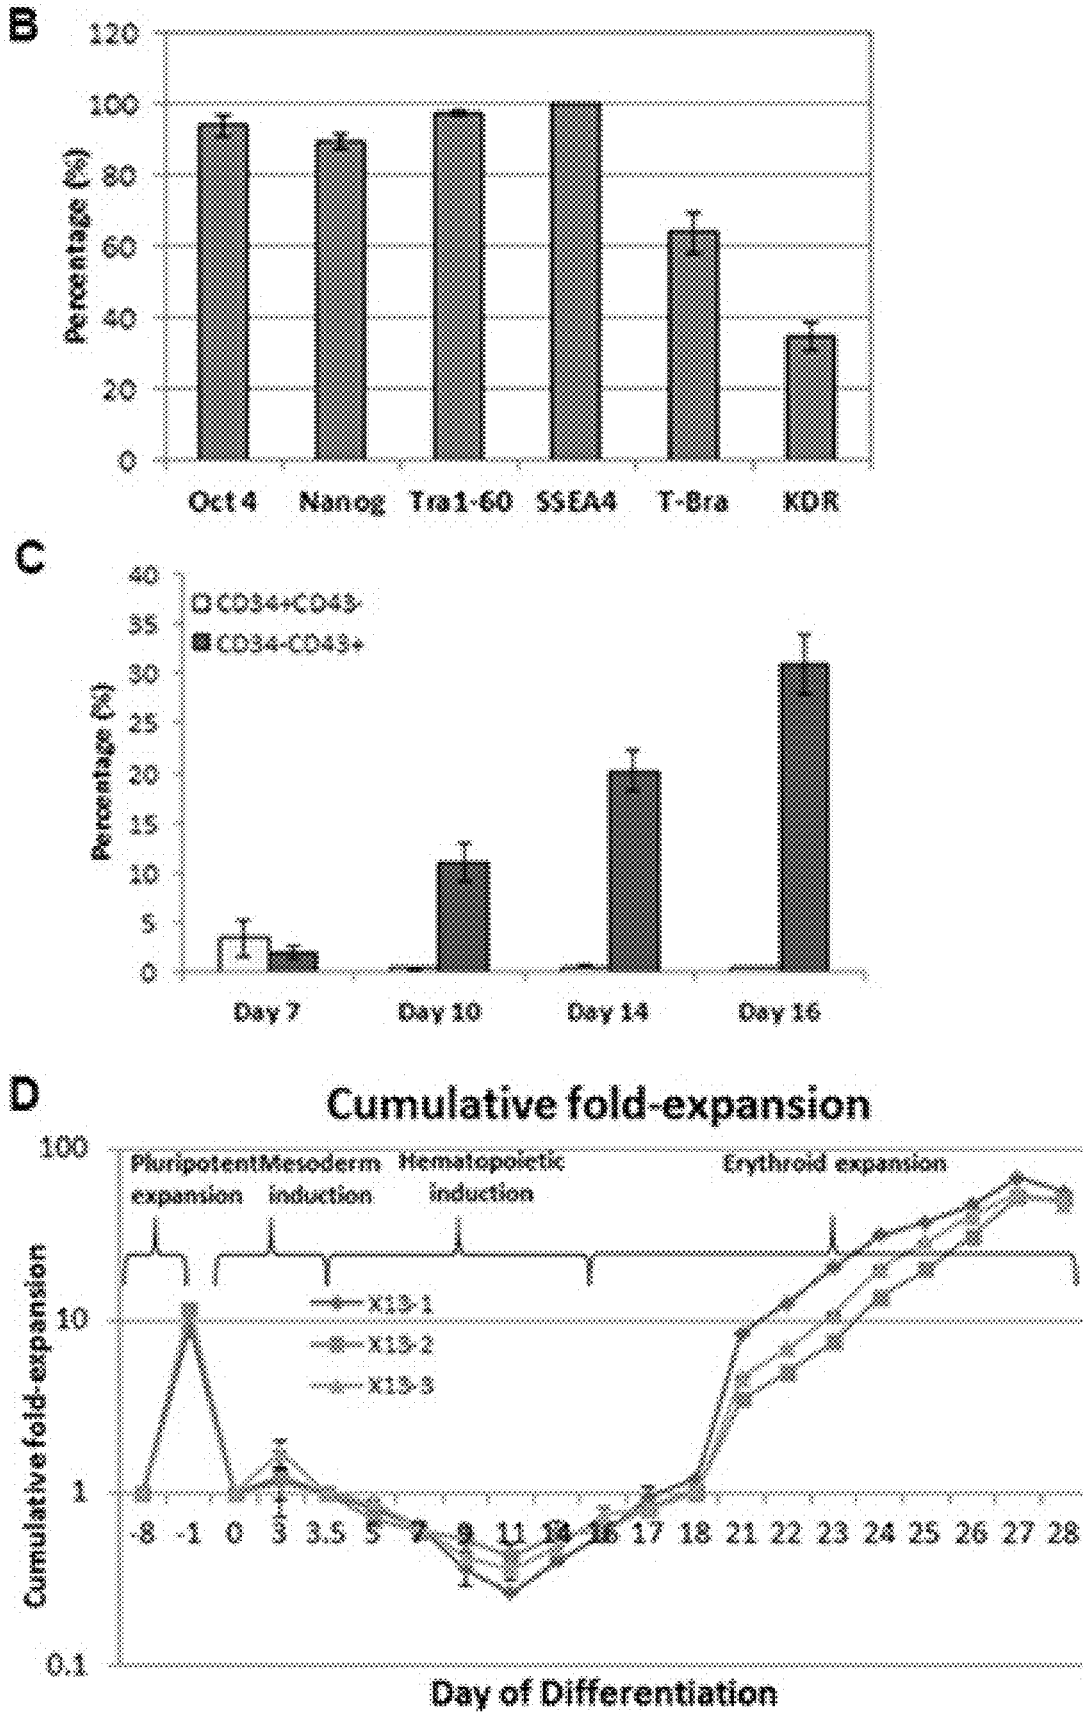 B
120
100
80
60
40
20
0
Percentage (%)
Oct 4 Nanog Tra1-60 SSEA4 T-Bra KDR
C
40
35
30
25
20
15
10
5
0
Percentage (%)
CD34+CD43-
CD34-CD43+
Day 7 Day 10 Day 14 Day 16
D
Cumulative fold-expansion
100
10
1
0.1
Cumulative fold-expansion
Pluripotent
expansion
Mesoderm
induction
Hematopoietic
induction
Erythroid expansion
X13-1
X13-2
X13-3
-8 -1 0 3 3.5 5 7 9 11 14 16 17 18 21 22 23 24 25 26 27 28
Day of Differentiation